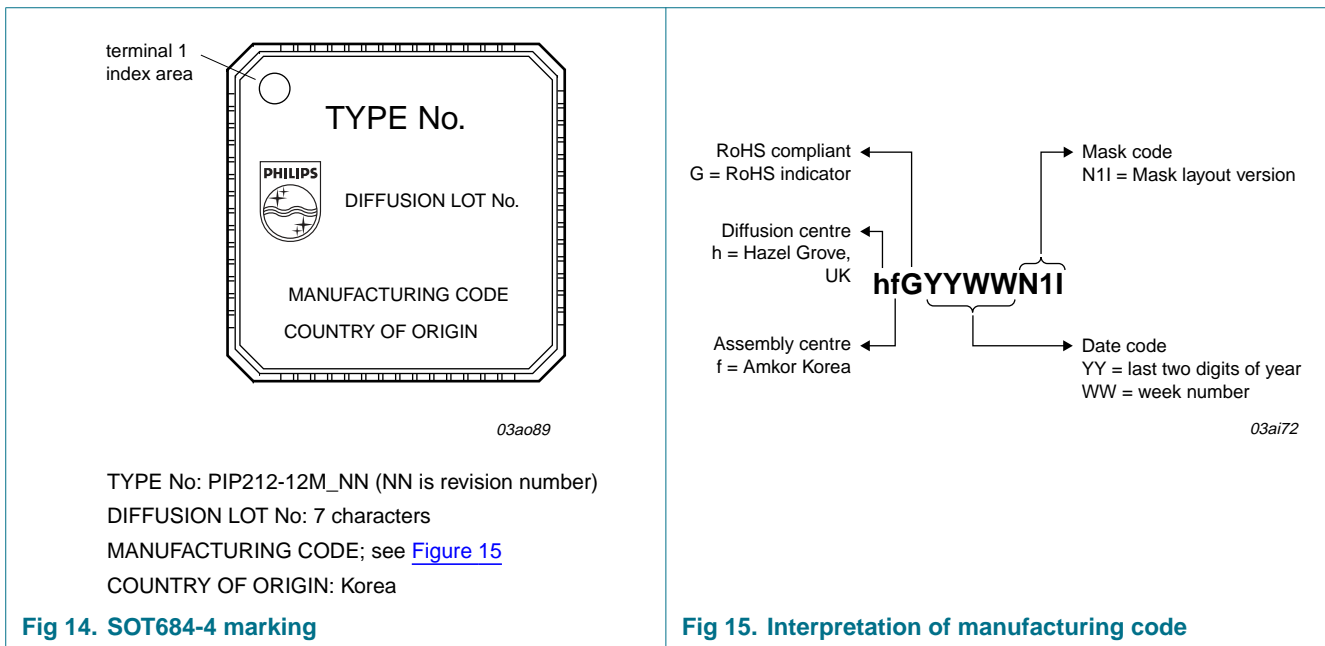 terminal 1
index area
TYPE No.
PHILIPS
DIFFUSION LOT No.
MANUFACTURING CODE
COUNTRY OF ORIGIN
03ao89
TYPE No: PIP212-12M_NN (NN is revision number)
DIFFUSION LOT No: 7 characters
MANUFACTURING CODE; see Figure 15
COUNTRY OF ORIGIN: Korea
Fig 14. SOT684-4 marking
RoHS compliant
G = RoHS indicator
Mask code
N1I = Mask layout version
Diffusion centre
h = Hazel Grove,
UK
hfGYYWWN1I
Assembly centre
f = Amkor Korea
Date code
YY = last two digits of year
WW = week number
03ai72
Fig 15. Interpretation of manufacturing code